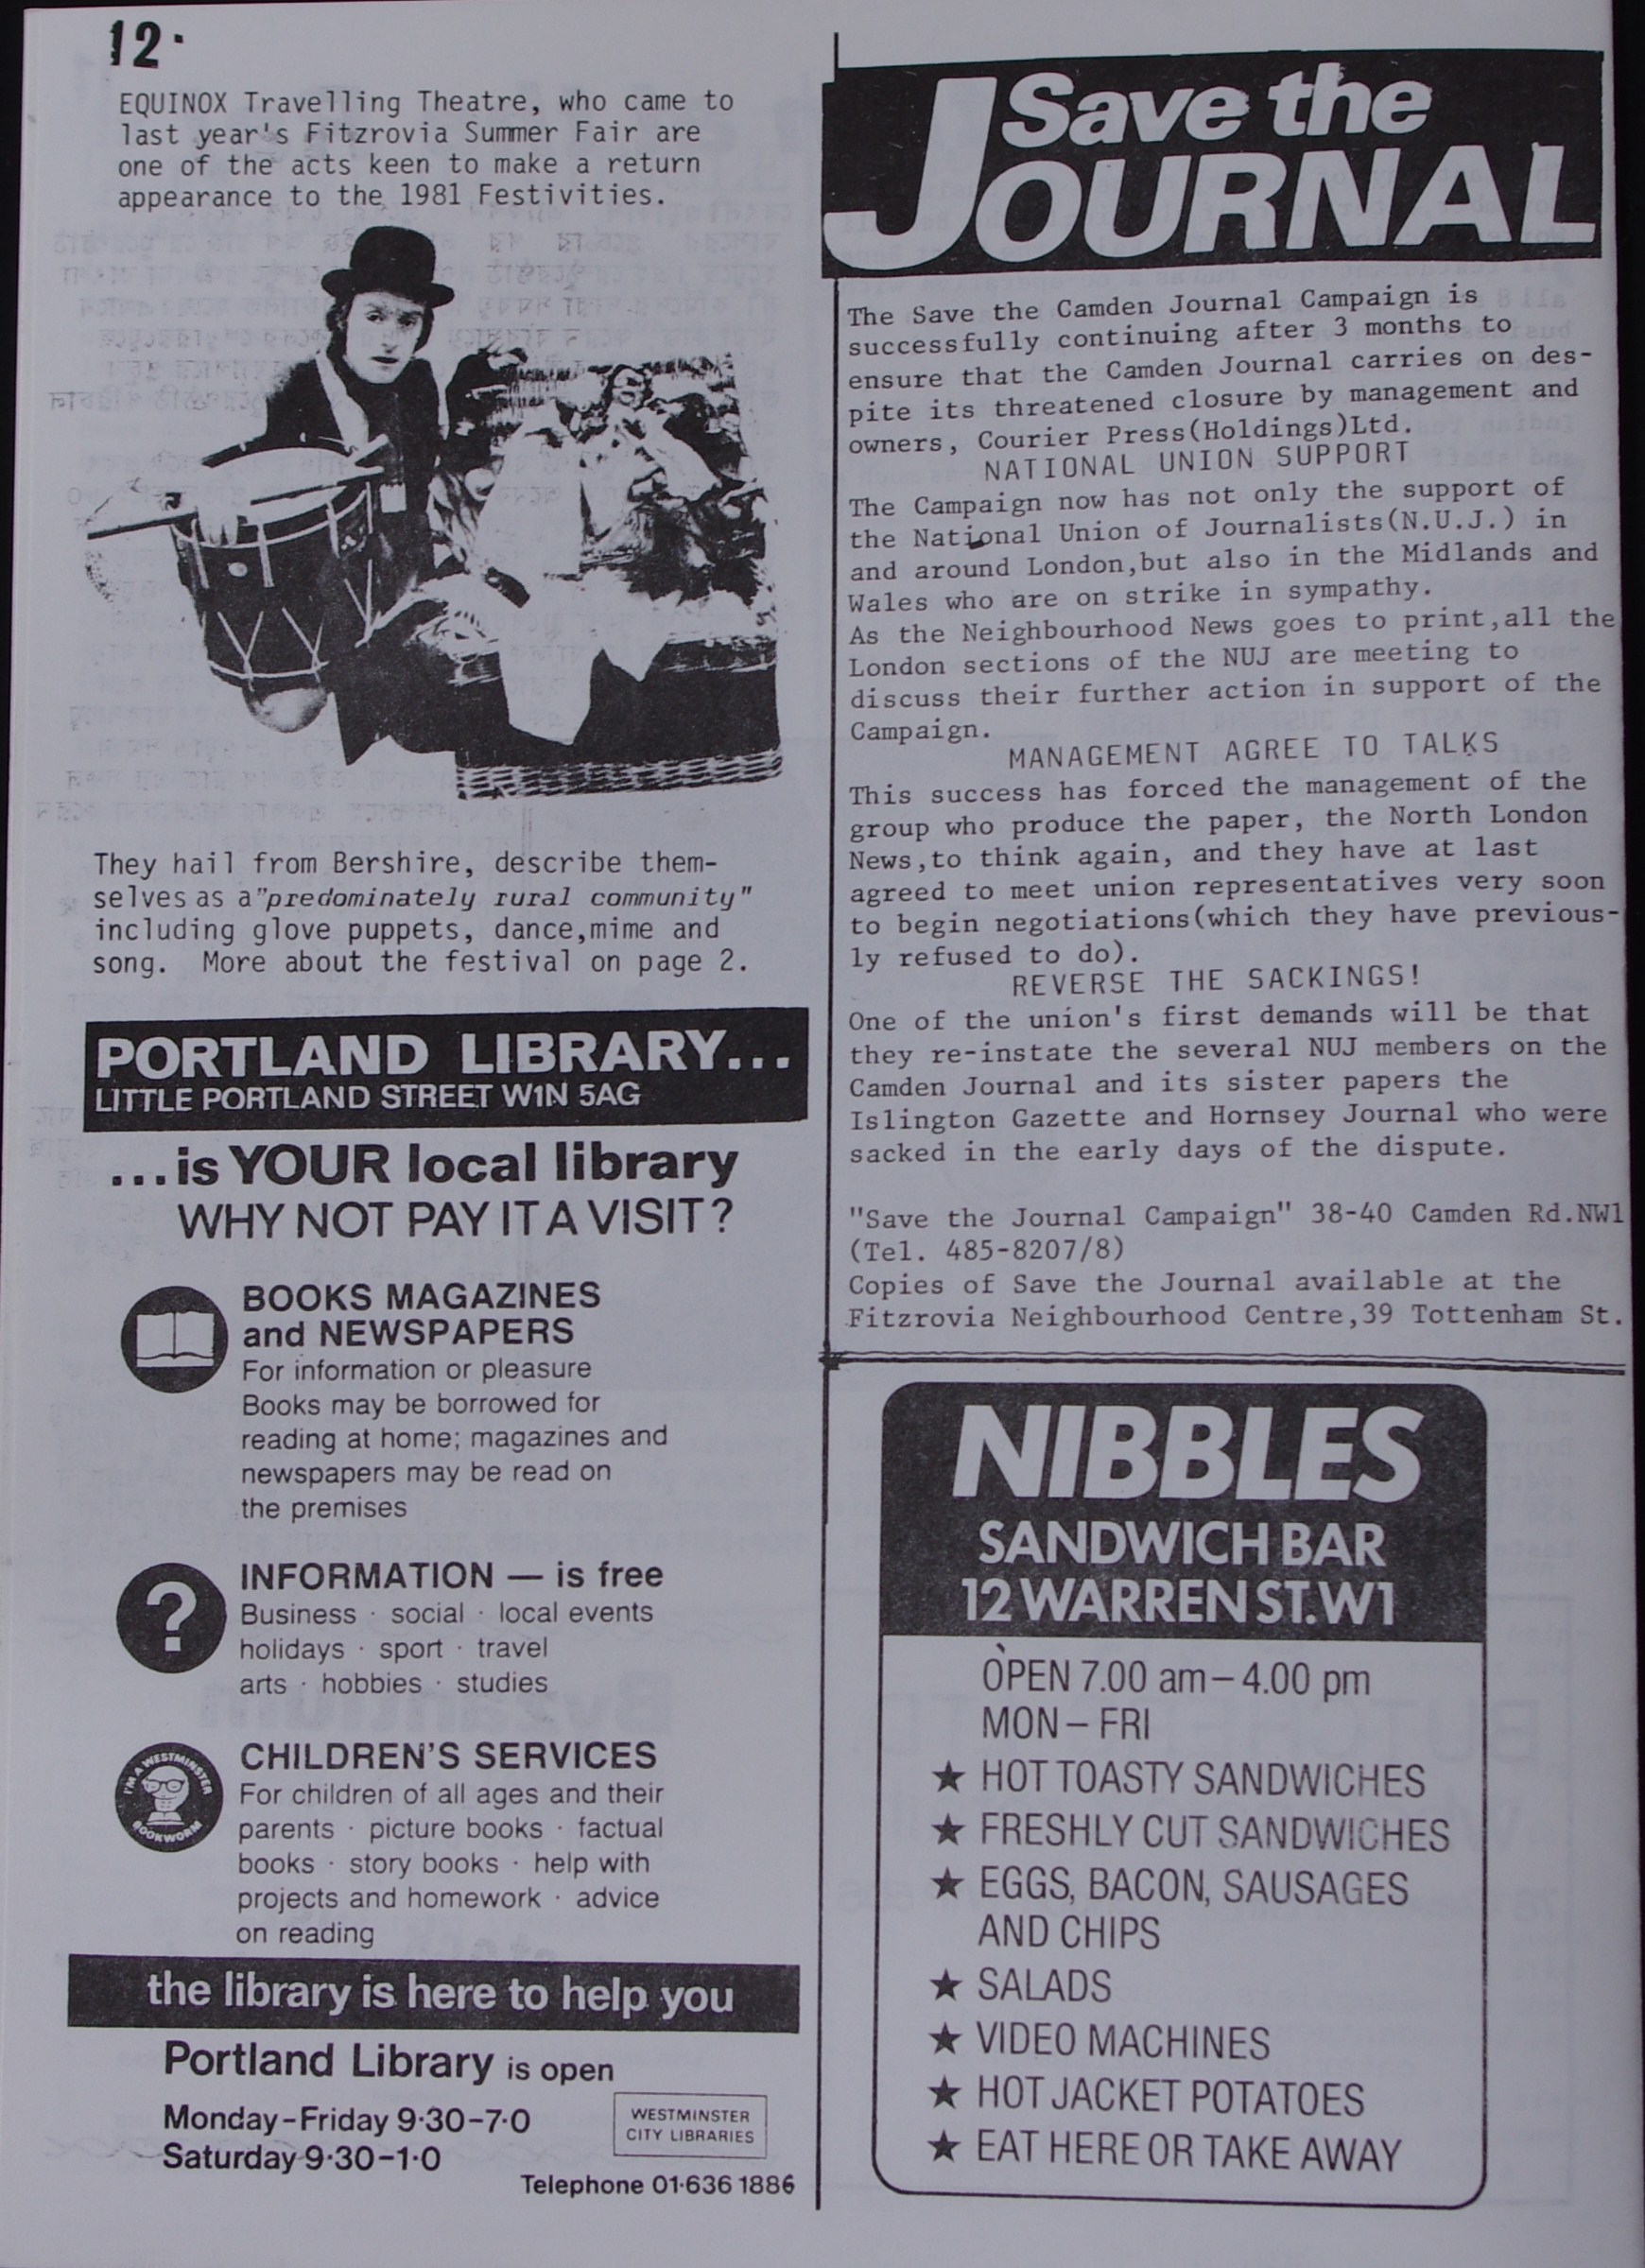 12.
EQUINOX Travelling Theatre, who came to
last year's Fitzrovia Summer Fair are
one of the acts keen to make a return
appearance to the 1981 Festivities.
They hail from Bershire, describe them-
selves as a "predominately rural community"
including glove puppets, dance,mime and
song. More about the festival on page 2.
PORTLAND LIBRARY...
LITTLE PORTLAND STREET W1N 5AG
...is YOUR local library
WHY NOT PAY IT A VISIT?
BOOKS MAGAZINES
and NEWSPAPERS
For information or pleasure
Books may be borrowed for
reading at home; magazines and
newspapers may be read on
the premises
?
INFORMATION — is free
Business · social · local events
holidays · sport · travel
arts · hobbies · studies
I'M A WESTMINSTER
BOOKWORM
CHILDREN'S SERVICES
For children of all ages and their
parents · picture books · factual
books · story books · help with
projects and homework · advice
on reading
the library is here to help you
Portland Library is open
Monday–Friday 9·30–7·0
Saturday 9·30–1·0
WESTMINSTER
CITY LIBRARIES
Telephone 01·636 1886
Save the
JOURNAL
The Save the Camden Journal Campaign is
successfully continuing after 3 months to
ensure that the Camden Journal carries on des-
pite its threatened closure by management and
owners, Courier Press(Holdings)Ltd.
NATIONAL UNION SUPPORT
The Campaign now has not only the support of
the National Union of Journalists(N.U.J.) in
and around London,but also in the Midlands and
Wales who are on strike in sympathy.
As the Neighbourhood News goes to print,all the
London sections of the NUJ are meeting to
discuss their further action in support of the
Campaign.
MANAGEMENT AGREE TO TALKS
This success has forced the management of the
group who produce the paper, the North London
News,to think again, and they have at last
agreed to meet union representatives very soon
to begin negotiations(which they have previous-
ly refused to do).
REVERSE THE SACKINGS!
One of the union's first demands will be that
they re-instate the several NUJ members on the
Camden Journal and its sister papers the
Islington Gazette and Hornsey Journal who were
sacked in the early days of the dispute.
"Save the Journal Campaign" 38-40 Camden Rd.NW1
(Tel. 485-8207/8)
Copies of Save the Journal available at the
Fitzrovia Neighbourhood Centre,39 Tottenham St.
NIBBLES
SANDWICH BAR
12 WARREN ST. W1
OPEN 7.00 am – 4.00 pm
MON – FRI
★ HOT TOASTY SANDWICHES
★ FRESHLY CUT SANDWICHES
★ EGGS, BACON, SAUSAGES
AND CHIPS
★ SALADS
★ VIDEO MACHINES
★ HOT JACKET POTATOES
★ EAT HERE OR TAKE AWAY